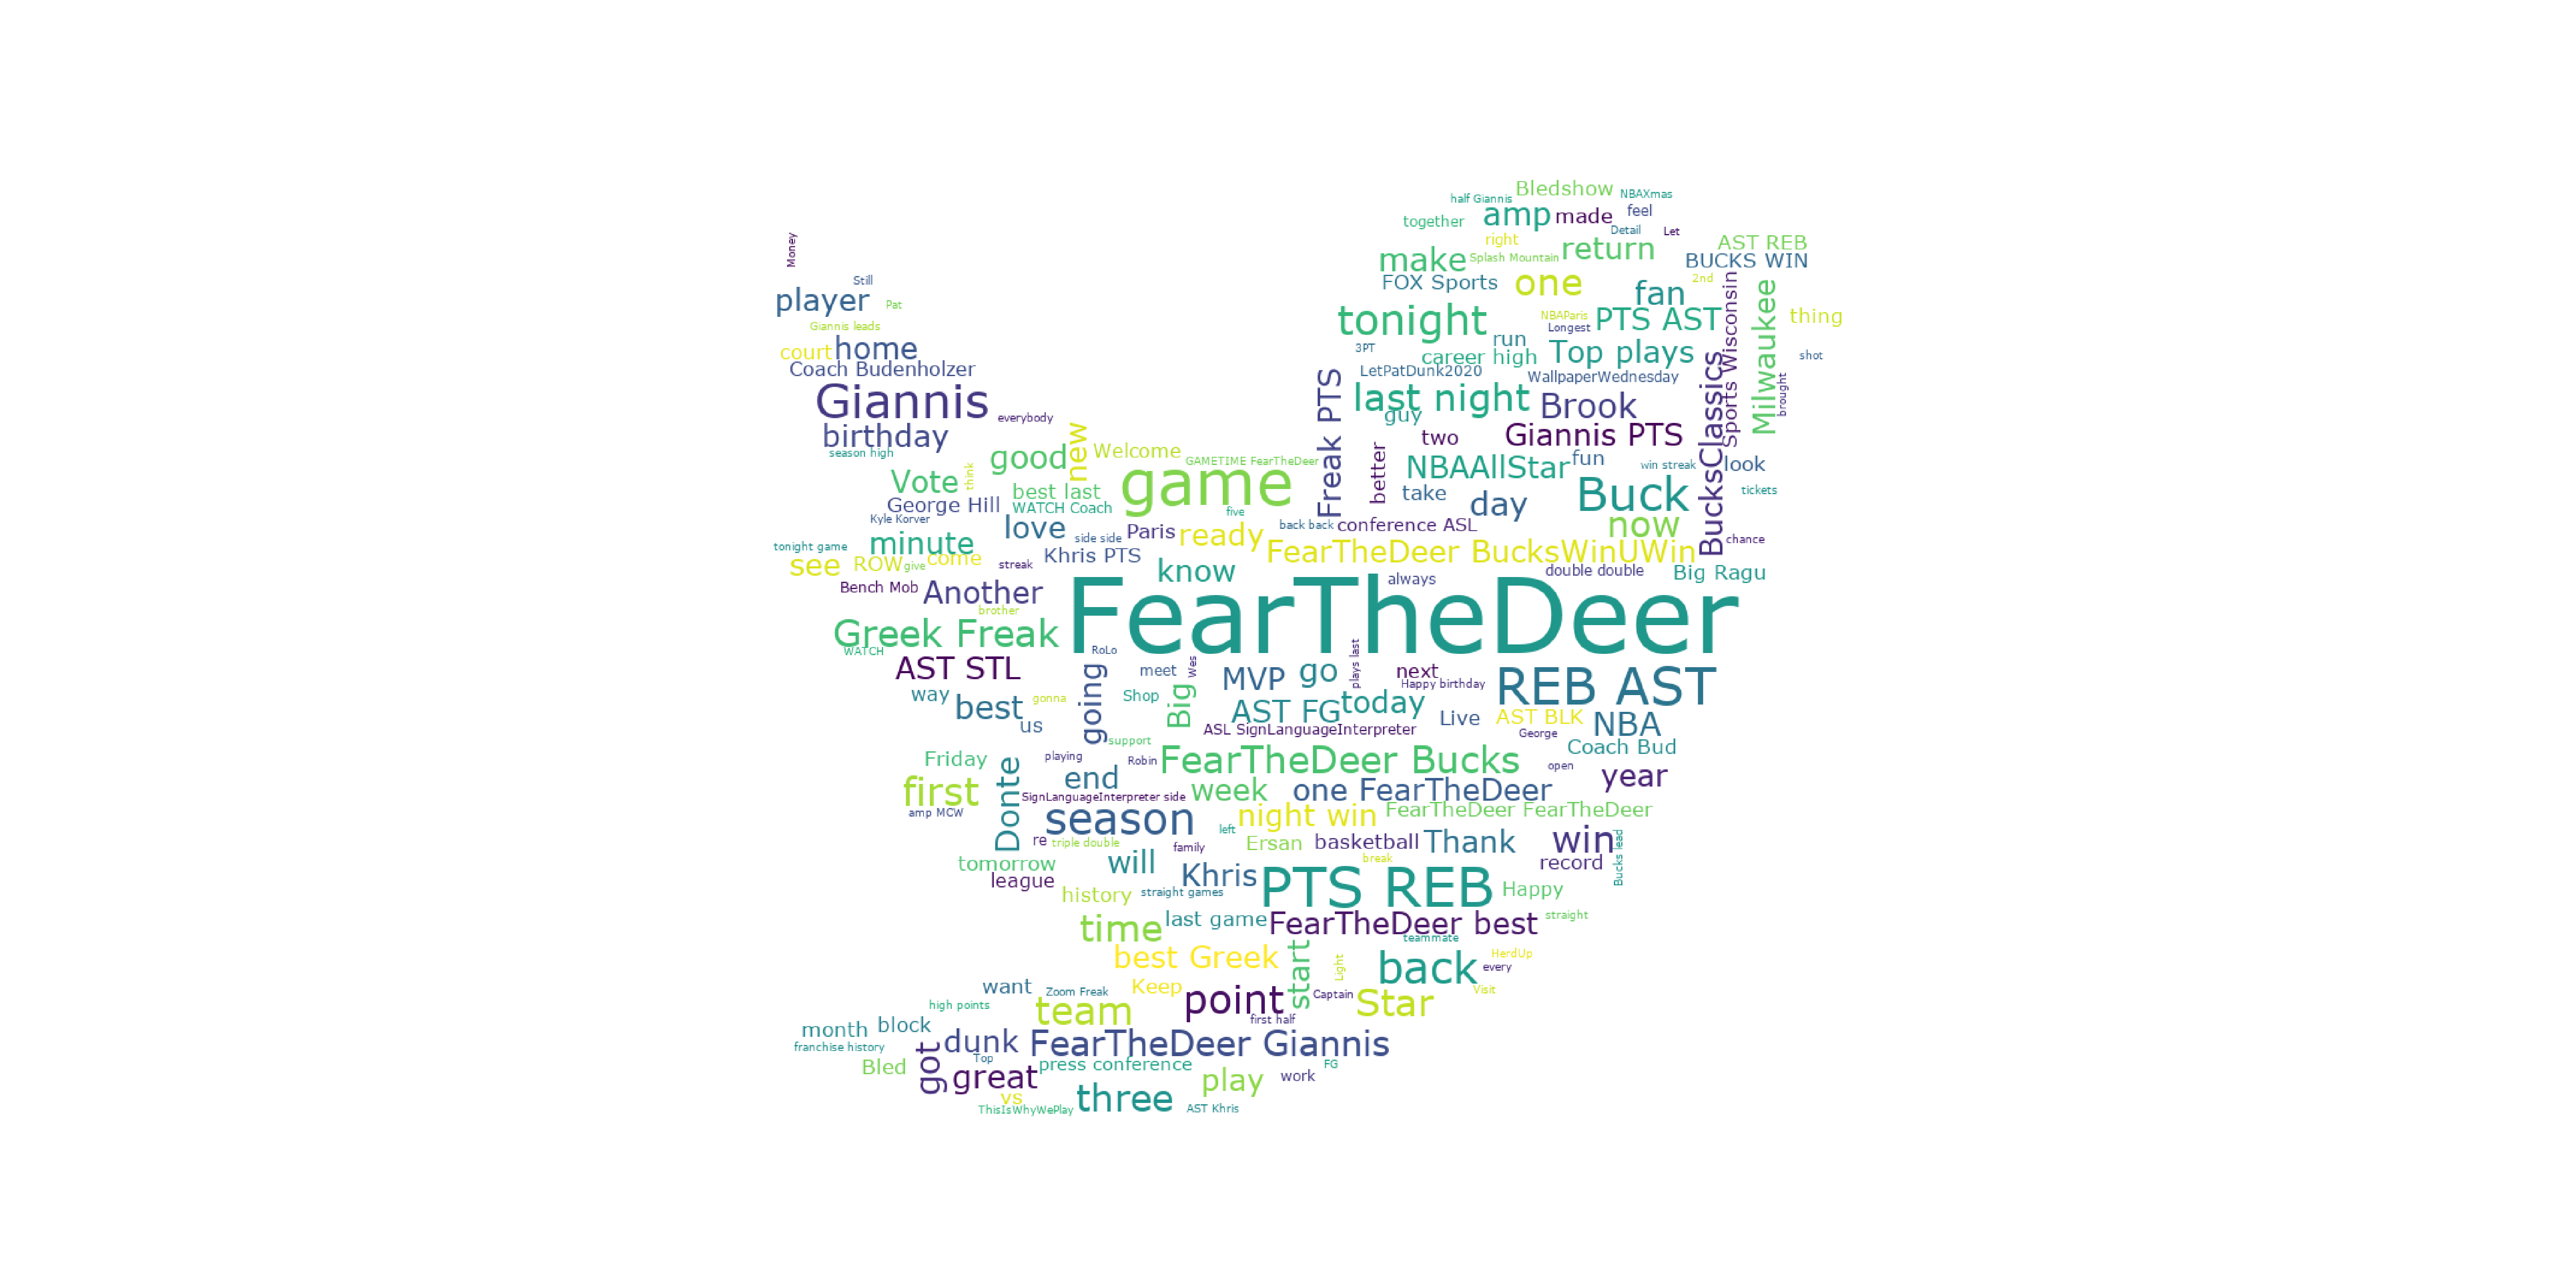 Bledshow
NBAXmas
half Giannis
amp
made
feel
together
Detail
Let
right
return
AST REB
Money
make
Splash Mountain
BUCKS WIN
Still
FOX Sports
one
2nd
player
Pat
fan
Sports Wisconsin
Milwaukee
Giannis leads
tonight
NBAParis
Longest
PTS AST
thing
court
home
3PT
run
career high
Top plays
shot
Coach Budenholzer
LetPatDunk2020
WallpaperWednesday
brought
Giannis
everybody
Freak PTS
last night
guy
Brook
BucksClassics
birthday
new
two
Giannis PTS
season high
good
Welcome
GAMETIME FearTheDeer
better
NBAAllStar
fun
win streak
look
Vote
think
best last
game
take
day
Buck
tickets
George Hill
WATCH Coach
five
Kyle Korver
love
side side
Paris
ready
back back
conference ASL
now
tonight game
minute
Khris PTS
FearTheDeer BucksWinUWin
chance
see
ROW
give
come
streak
know
always
double double
Big Ragu
Bench Mob
Another
brother
FearTheDeer
Greek Freak
WATCH
RoLo
AST STL
going
meet
Wes
MVP
go
plays last
next
Happy birthday
REB AST
way
best
gonna
us
Shop
Big
AST FG
today
Live
AST BLK
NBA
support
ASL SignLanguageInterpreter
George
Coach Bud
Friday
Donte
playing
Robin
FearTheDeer Bucks
open
first
end
week
one FearTheDeer
year
SignLanguageInterpreter side
amp MCW
season
night win
FearTheDeer FearTheDeer
left
re
triple double
family
Ersan
basketball
Thank
win
Bucks lead
tomorrow
will
break
record
league
Khris
history
straight games
PTS REB
Happy
time
last game
FearTheDeer best
straight
best Greek
start
teammate
Light
back
HerdUp
every
want
Zoom Freak
Keep
point
Captain
Star
Visit
high points
team
first half
month
block
got
dunk
FearTheDeer Giannis
franchise history
Top
Bled
great
press conference
play
work
FG
vs
ThisIsWhyWePlay
three
AST Khris